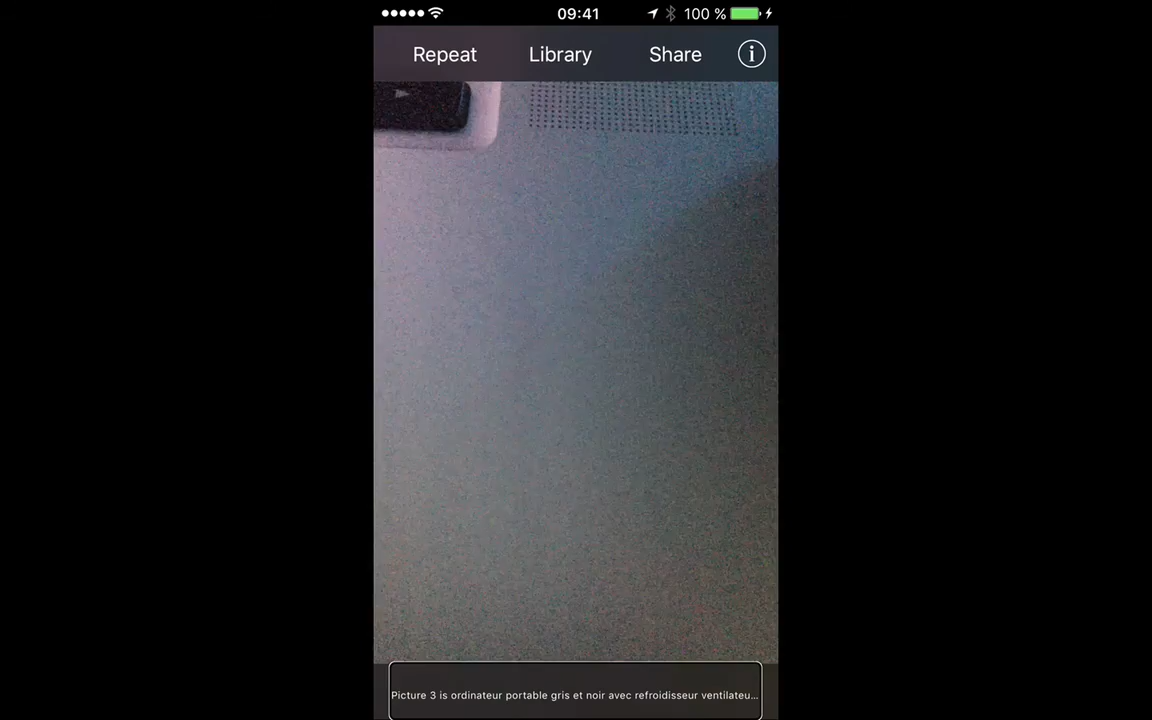 09:41
100 %
Repeat
Library
Share
i
Picture 3 is ordinateur portable gris et noir avec refroidisseur ventilateu...